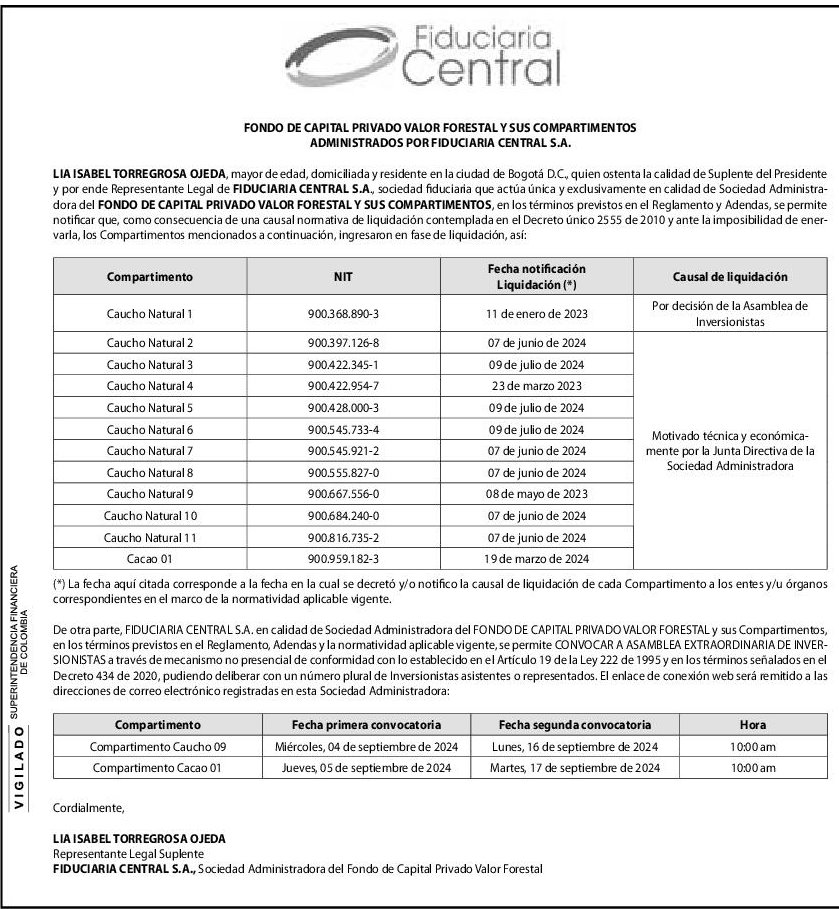 Fiduciaria
Central
FONDO DE CAPITAL PRIVADO VALOR FORESTAL Y SUS COMPARTIMENTOS
ADMINISTRADOS POR FIDUCIARIA CENTRAL S.A.
LIA ISABEL TORREGROSA OJEDA, mayor de edad, domiciliada y residente en la ciudad de Bogotá D.C., quien ostenta la calidad de Suplente del Presidente
y por ende Representante Legal de FIDUCIARIA CENTRAL S.A., sociedad fiduciaria que actúa única y exclusivamente en calidad de Sociedad Administra-
dora del FONDO DE CAPITAL PRIVADO VALOR FORESTAL Y SUS COMPARTIMENTOS, en los términos previstos en el Reglamento y Adendas, se permite
notificar que, como consecuencia de una causal normativa de liquidación contemplada en el Decreto único 2555 de 2010 y ante la imposibilidad de ener-
varla, los Compartimentos mencionados a continuación, ingresaron en fase de liquidación, así:
Compartimento NIT Fecha notificación Liquidación (*) Causal de liquidación
Caucho Natural 1 900.368.890-3 11 de enero de 2023 Por decisión de la Asamblea de Inversionistas
Caucho Natural 2 900.397.126-8 07 de junio de 2024
Caucho Natural 3 900.422.345-1 09 de julio de 2024
Caucho Natural 4 900.422.954-7 23 de marzo 2023
Caucho Natural 5 900.428.000-3 09 de julio de 2024
Caucho Natural 6 900.545.733-4 09 de julio de 2024
Caucho Natural 7 900.545.921-2 07 de junio de 2024
Caucho Natural 8 900.555.827-0 07 de junio de 2024
Caucho Natural 9 900.667.556-0 08 de mayo de 2023
Caucho Natural 10 900.684.240-0 07 de junio de 2024
Caucho Natural 11 900.816.735-2 07 de junio de 2024
Cacao 01 900.959.182-3 19 de marzo de 2024
Motivado técnica y económica-
mente por la Junta Directiva de la
Sociedad Administradora
(*) La fecha aquí citada corresponde a la fecha en la cual se decretó y/o notifico la causal de liquidación de cada Compartimento a los entes y/u órganos
correspondientes en el marco de la normatividad aplicable vigente.
De otra parte, FIDUCIARIA CENTRAL S.A. en calidad de Sociedad Administradora del FONDO DE CAPITAL PRIVADO VALOR FORESTAL y sus Compartimentos,
en los términos previstos en el Reglamento, Adendas y la normatividad aplicable vigente, se permite CONVOCAR A ASAMBLEA EXTRAORDINARIA DE INVER-
SIONISTAS a través de mecanismo no presencial de conformidad con lo establecido en el Artículo 19 de la Ley 222 de 1995 y en los términos señalados en el
Decreto 434 de 2020, pudiendo deliberar con un número plural de Inversionistas asistentes o representados. El enlace de conexión web será remitido a las
direcciones de correo electrónico registradas en esta Sociedad Administradora:
Compartimento Fecha primera convocatoria Fecha segunda convocatoria Hora
Compartimento Caucho 09 Miércoles, 04 de septiembre de 2024 Lunes, 16 de septiembre de 2024 10:00 am
Compartimento Cacao 01 Jueves, 05 de septiembre de 2024 Martes, 17 de septiembre de 2024 10:00 am
Cordialmente,
LIA ISABEL TORREGROSA OJEDA
Representante Legal Suplente
FIDUCIARIA CENTRAL S.A., Sociedad Administradora del Fondo de Capital Privado Valor Forestal
VIGILADO SUPERINTENDENCIA FINANCIERA
DE COLOMBIA